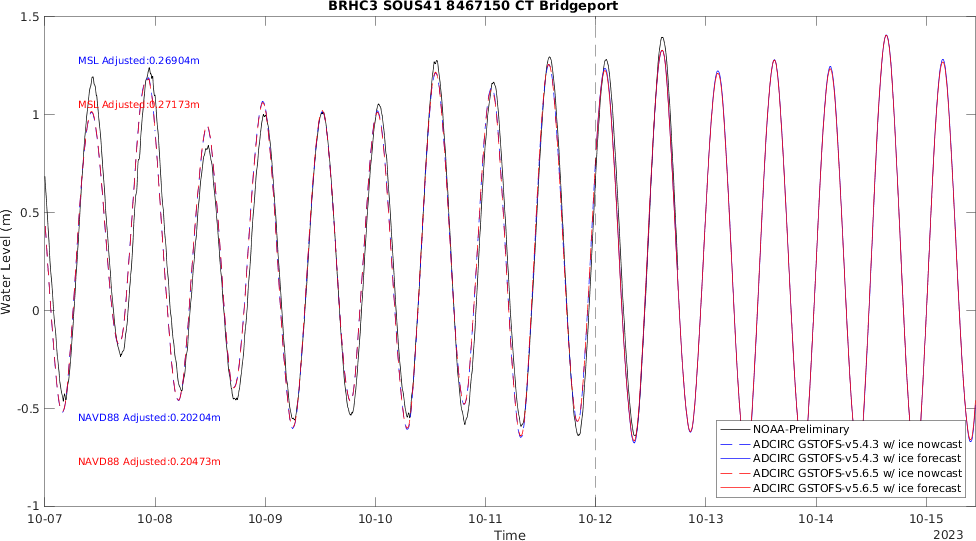 BRHC3 SOUS41 8467150 CT Bridgeport
1.5
1
0.5
0
-0.5
-1
Water Level (m)
MSL Adjusted:0.26904m
MSL Adjusted:0.27173m
NAVD88 Adjusted:0.20204m
NAVD88 Adjusted:0.20473m
NOAA-Preliminary
ADCIRC GSTOFS-v5.4.3 w/ ice nowcast
ADCIRC GSTOFS-v5.4.3 w/ ice forecast
ADCIRC GSTOFS-v5.6.5 w/ ice nowcast
ADCIRC GSTOFS-v5.6.5 w/ ice forecast
10-07 10-08 10-09 10-10 10-11 10-12 10-13 10-14 10-15
Time
2023